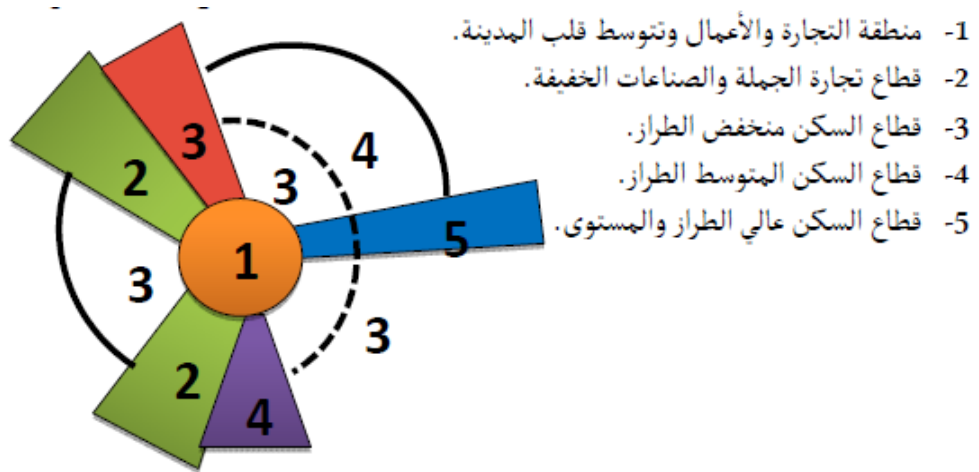 1- منطقة التجارة والأعمال وتتوسط قلب المدينة.
2- قطاع تجارة الجملة والصناعات الخفيفة.
3- قطاع السكن منخفض الطراز.
4- قطاع السكن المتوسط الطراز.
5- قطاع السكن عالي الطراز والمستوى.
3
4
2
3
5
1
3
3
2
4